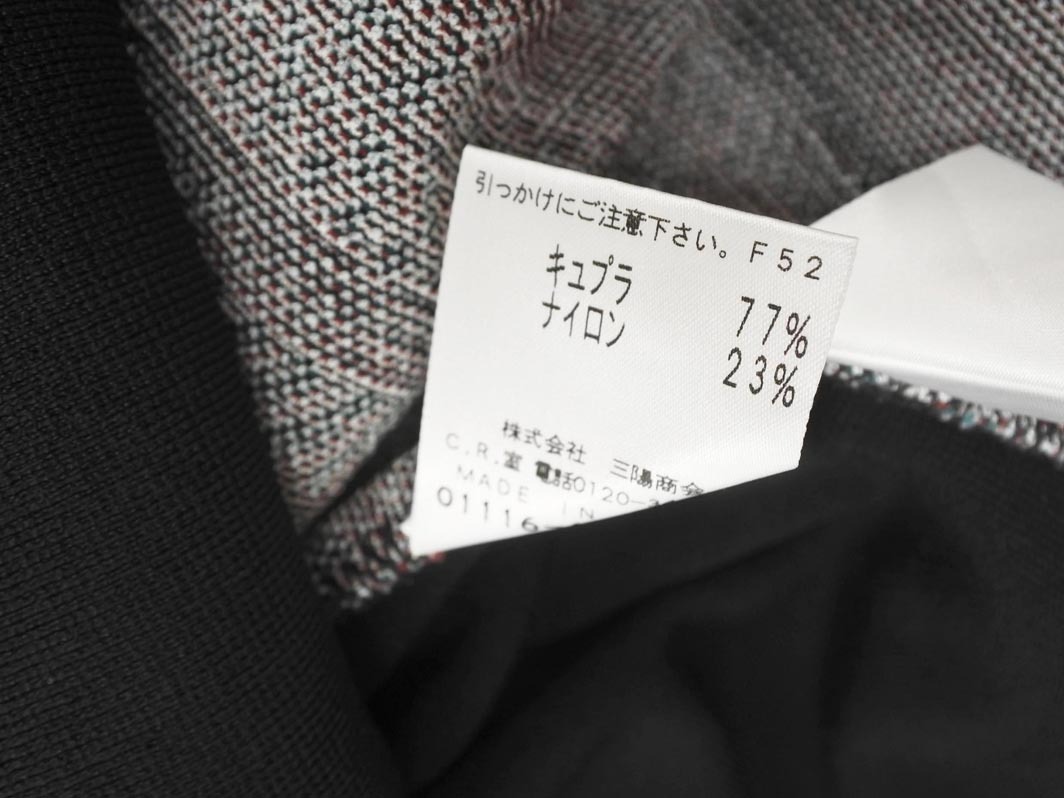 引っかけにご注意下さい。F52
キュプラ 77%
ナイロン 23%
株式会社 三陽商会
C.R.室 電話0120-
MADE IN
01116-